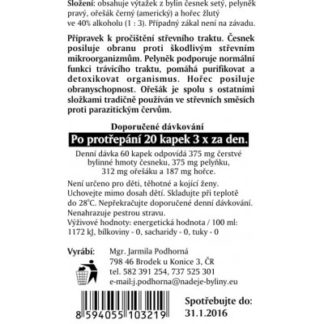 Složení: obsahuje výtažek z bylin česnek setý, pelyněk
pravý, ořešák černý (americký) a hořec žlutý
ve 40% alkoholu (1 : 3). Případný zákal není na závadu.
Přípravek k pročištění střevního traktu. Česnek
posiluje obranu proti škodlivým střevním
mikroorganizmům. Pelyněk podporuje normální
funkci trávicího traktu, pomáhá purifikovat a
detoxikovat organismus. Hořec posiluje
obranyschopnost. Ořešák je spolu s ostatními
složkami tradičně používán ve střevních směsích
proti parazitickým červům.
Doporučené dávkování
Po protřepání 20 kapek 3 x za den.
Denní dávka 60 kapek odpovídá 375 mg čerstvé
bylinné hmoty česneku, 375 mg pelyňku,
312 mg ořešáku a 187 mg hořce.
Není určeno pro děti, těhotné a kojící ženy.
Uchovejte mimo dosah dětí. Skladujte při teplotě
do 28˚C. Nepřekračujte doporučené denní dávkování.
Nenahrazuje pestrou stravu.
Výživové hodnoty: energetická hodnota / 100 ml:
1172 kJ, bílkoviny - 0, sacharidy - 0, tuky - 0
Vyrábí: Mgr. Jarmila Podhorná
798 46 Brodek u Konice 3, ČR
tel. 582 391 254, 737 525 301
e-mail:j.podhorna@nadeje-byliny.eu
Spotřebujte do:
31.1.2016
8 594055 103219